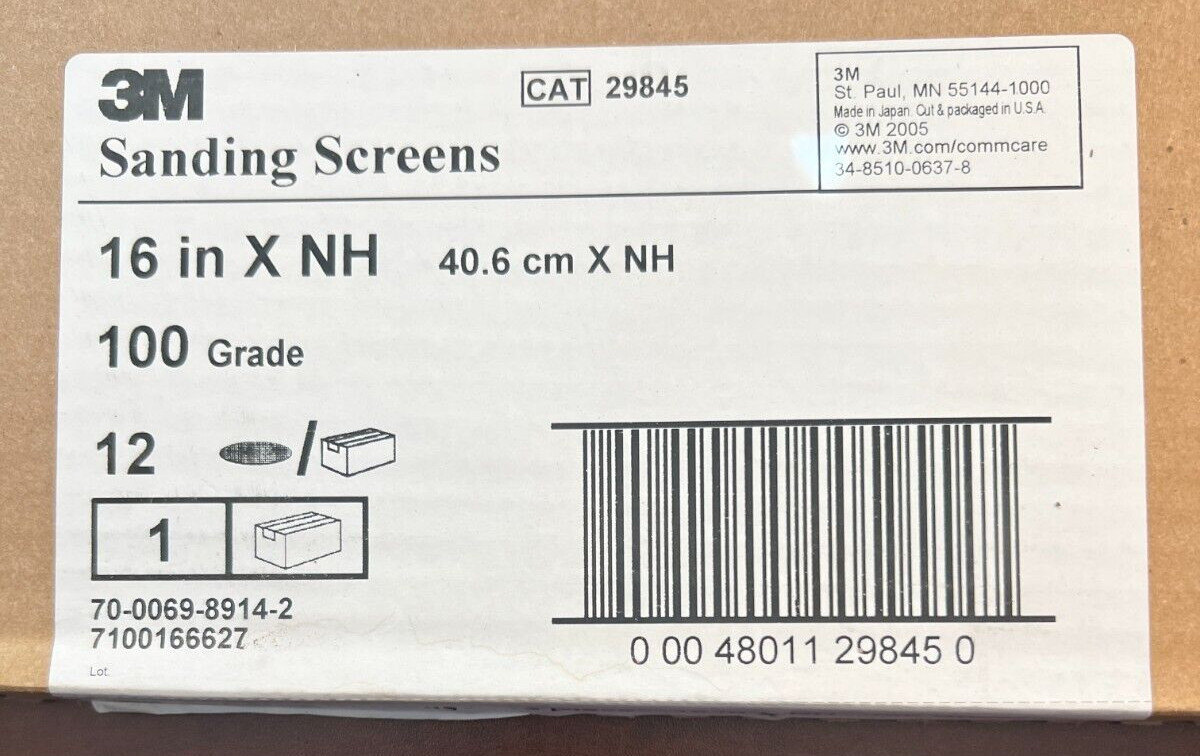 3M
Sanding Screens
CAT 29845
3M
St. Paul, MN 55144-1000
Made in Japan. Cut & packaged in U.S.A.
© 3M 2005
www.3M.com/commcare
34-8510-0637-8
16 in X NH 40.6 cm X NH
100 Grade
12 /
1
70-0069-8914-2
7100166627
Lot.
0 00 48011 29845 0